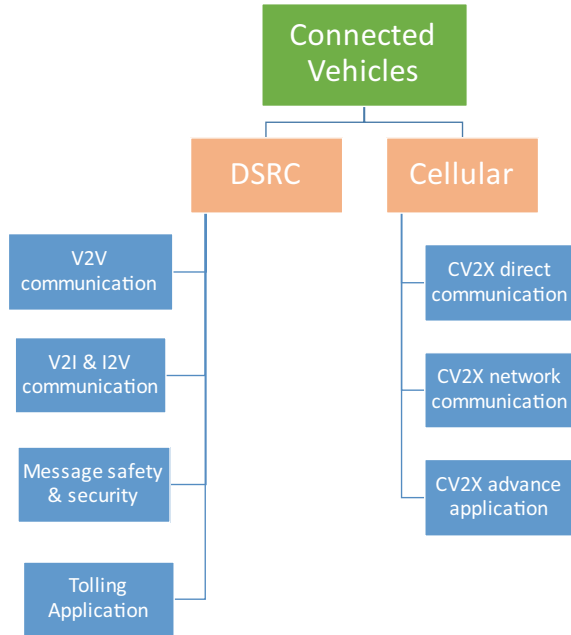 Connected
Vehicles
DSRC
Cellular
V2V
communication
V2I & I2V
communication
Message safety
& security
Tolling
Application
CV2X direct
communication
CV2X network
communication
CV2X advance
application